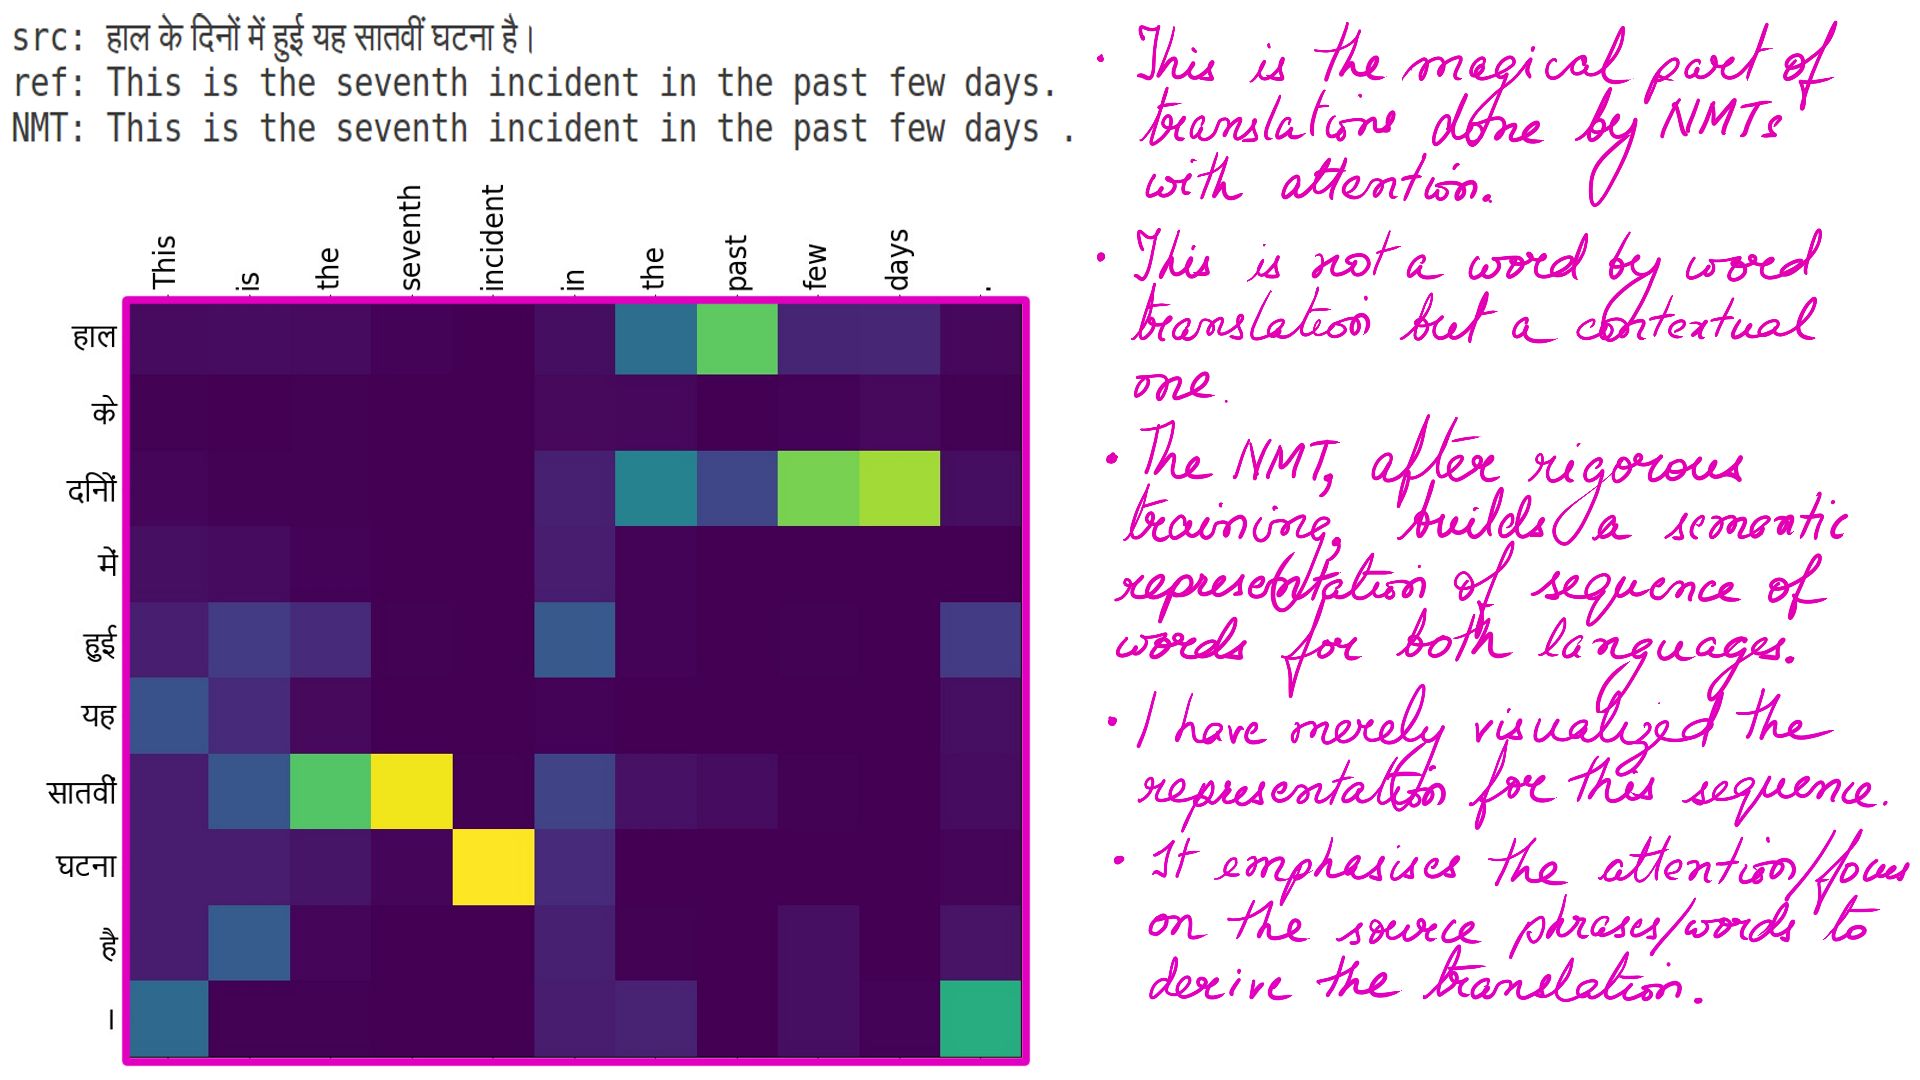 src: हाल के दिनों में हुई यह सातवीं घटना है।
ref: This is the seventh incident in the past few days.
NMT: This is the seventh incident in the past few days .
This is the seventh incident in the past few days .
हाल
के
दिनों
में
हुई
यह
सातवीं
घटना
है
।
• This is the magical part of
translations done by NMTs
with attention.
• This is not a word by word
translation but a contextual
one.
• The NMT, after rigorous
training, builds a semantic
representation of sequence of
words for both languages.
• I have merely visualized the
representation for this sequence.
• It emphasises the attention/focus
on the source phrases/words to
derive the translation.